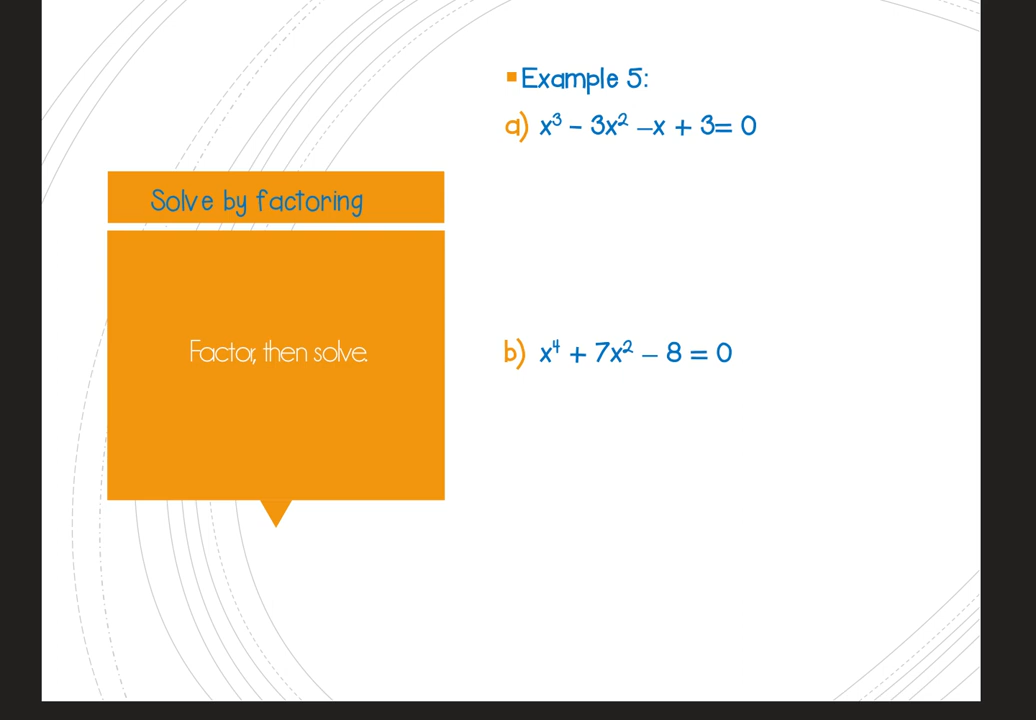 Example 5:
a) x³ – 3x² –x + 3= 0
Solve by factoring
Factor, then solve.
b) x⁴ + 7x² – 8 = 0